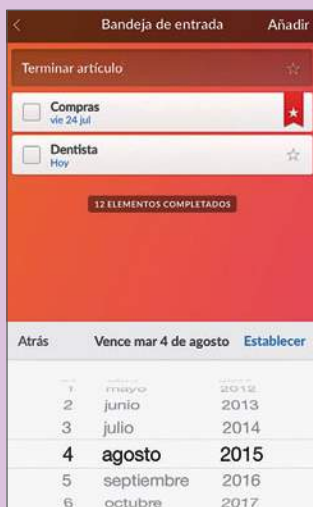 Bandeja de entrada Añadir
Terminar artículo
Compras
vie 24 jul
Dentista
Hoy
12 ELEMENTOS COMPLETADOS
Atrás Vence mar 4 de agosto Establecer
1 mayo 2012
2 junio 2013
3 julio 2014
4 agosto 2015
5 septiembre 2016
6 octubre 2017